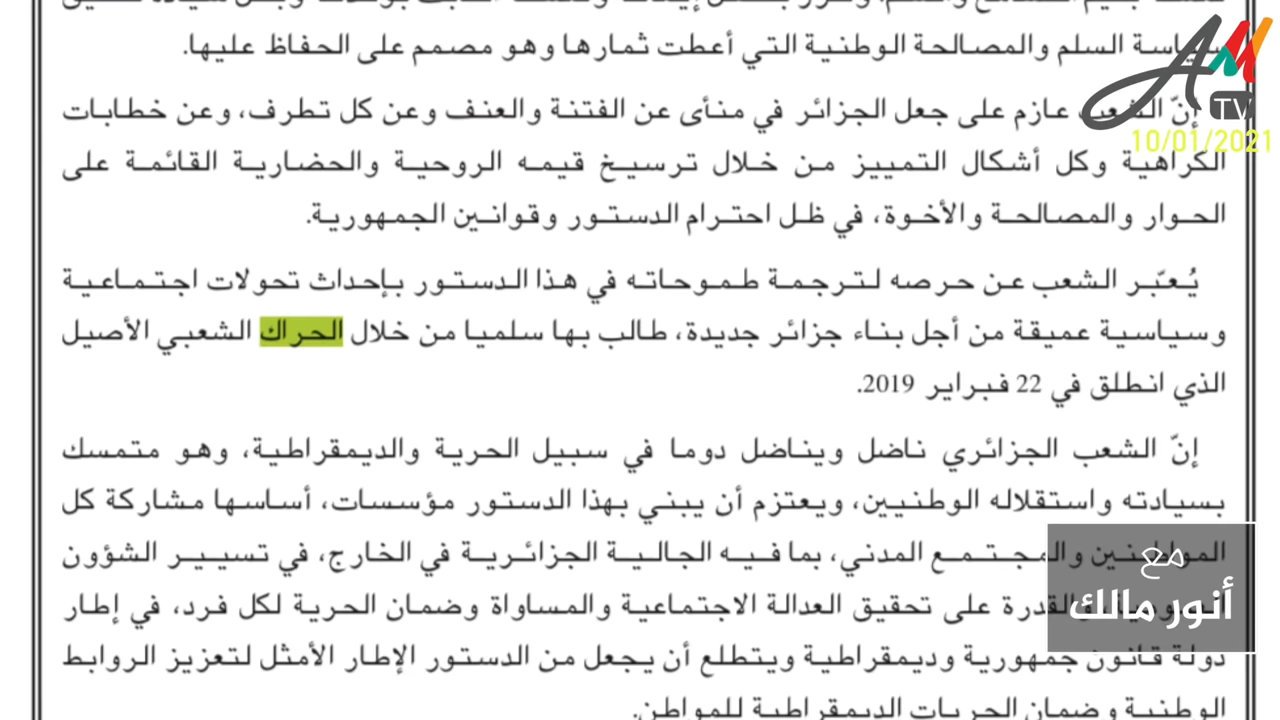 سياسة السلم والمصالحة الوطنية التي أعطت ثمارها وهو مصمم على الحفاظ عليها.
إنّ الشعب عازم على جعل الجزائر في منأى عن الفتنة والعنف وعن كل تطرف، وعن خطابات
الكراهية وكل أشكال التمييز من خلال ترسيخ قيمه الروحية والحضارية القائمة على
الحوار والمصالحة والأخوة، في ظل احترام الدستور وقوانين الجمهورية.
يُعبّر الشعب عن حرصه لترجمة طموحاته في هذا الدستور بإحداث تحولات اجتماعية
وسياسية عميقة من أجل بناء جزائر جديدة، طالب بها سلميا من خلال الحراك الشعبي الأصيل
الذي انطلق في 22 فبراير 2019.
إنّ الشعب الجزائري ناضل ويناضل دوما في سبيل الحرية والديمقراطية، وهو متمسك
بسيادته واستقلاله الوطنيين، ويعتزم أن يبني بهذا الدستور مؤسسات، أساسها مشاركة كل
المواطنين والمجتمع المدني، بما فيه الجالية الجزائرية في الخارج، في تسيير الشؤون
العمومية، والقدرة على تحقيق العدالة الاجتماعية والمساواة وضمان الحرية لكل فرد، في إطار
دولة قانون جمهورية وديمقراطية ويتطلع أن يجعل من الدستور الإطار الأمثل لتعزيز الروابط
الوطنية وضمان الحريات الديمقراطية للمواطن.
AM
TV
10/01/2021
مع
أنور مالك